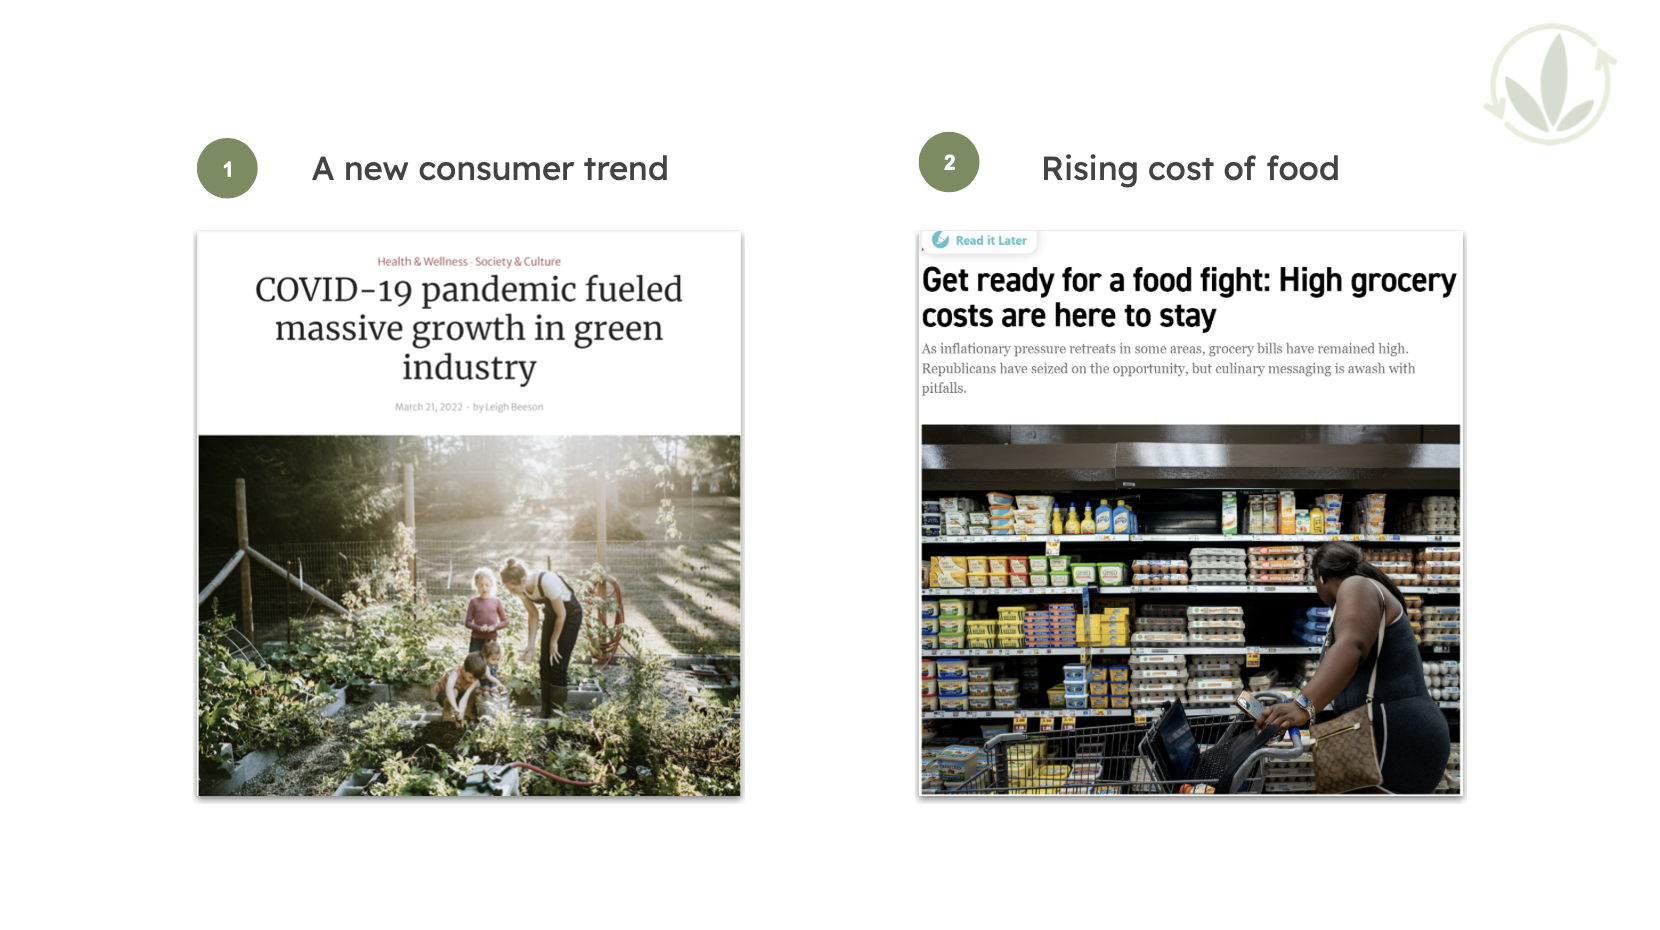 1
A new consumer trend
Health & Wellness · Society & Culture
COVID-19 pandemic fueled
massive growth in green
industry
March 21, 2022 - by Leigh Beeson
2
Rising cost of food
Read it Later
Get ready for a food fight: High grocery
costs are here to stay
As inflationary pressure retreats in some areas, grocery bills have remained high.
Republicans have seized on the opportunity, but culinary messaging is awash with
pitfalls.